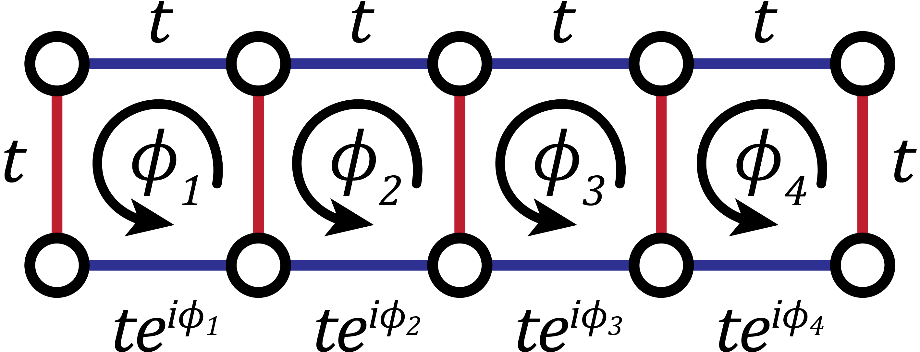 t t t t
t ϕ₁ ϕ₂ ϕ₃ ϕ₄ t
te^{iϕ₁} te^{iϕ₂} te^{iϕ₃} te^{iϕ₄}